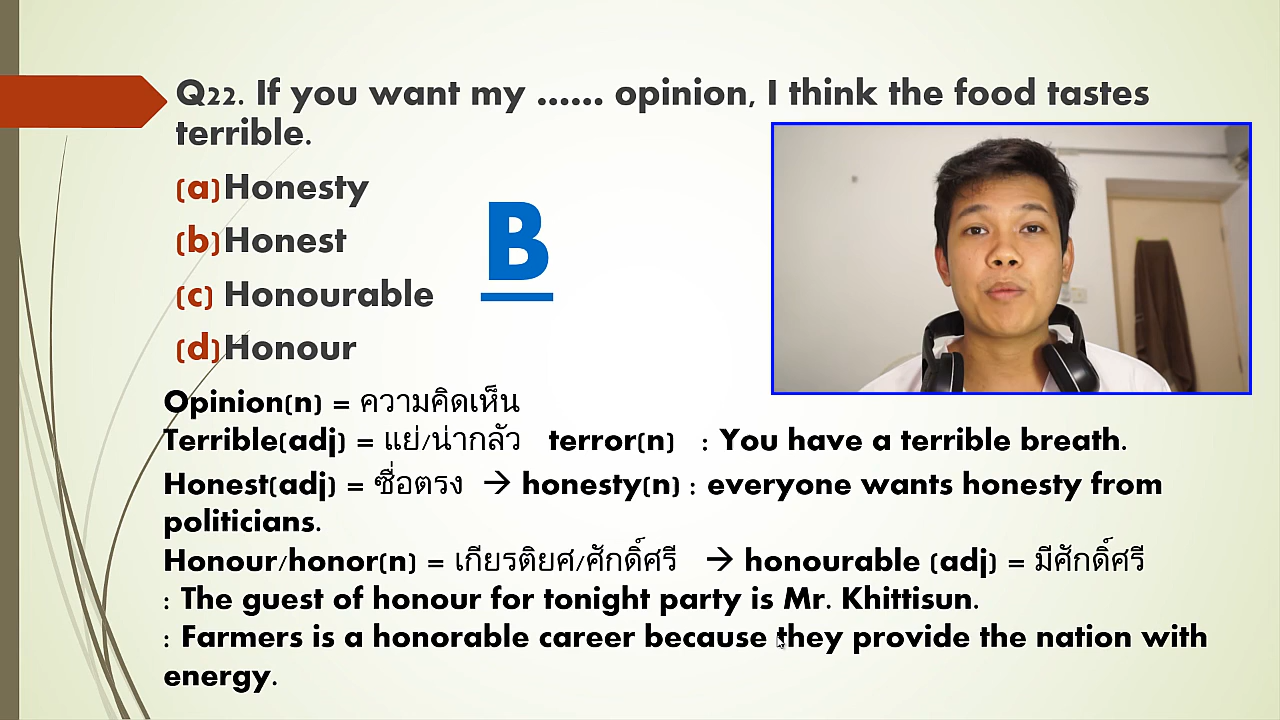 Q22. If you want my ...... opinion, I think the food tastes
terrible.
(a)Honesty
(b)Honest
B
(c) Honourable
(d)Honour
Opinion(n) = ความคิดเห็น
Terrible(adj) = แย่/น่ากลัว terror(n) : You have a terrible breath.
Honest(adj) = ซื่อตรง → honesty(n) : everyone wants honesty from
politicians.
Honour/honor(n) = เกียรติยศ/ศักดิ์ศรี → honourable (adj) = มีศักดิ์ศรี
: The guest of honour for tonight party is Mr. Khittisun.
: Farmers is a honorable career because they provide the nation with
energy.